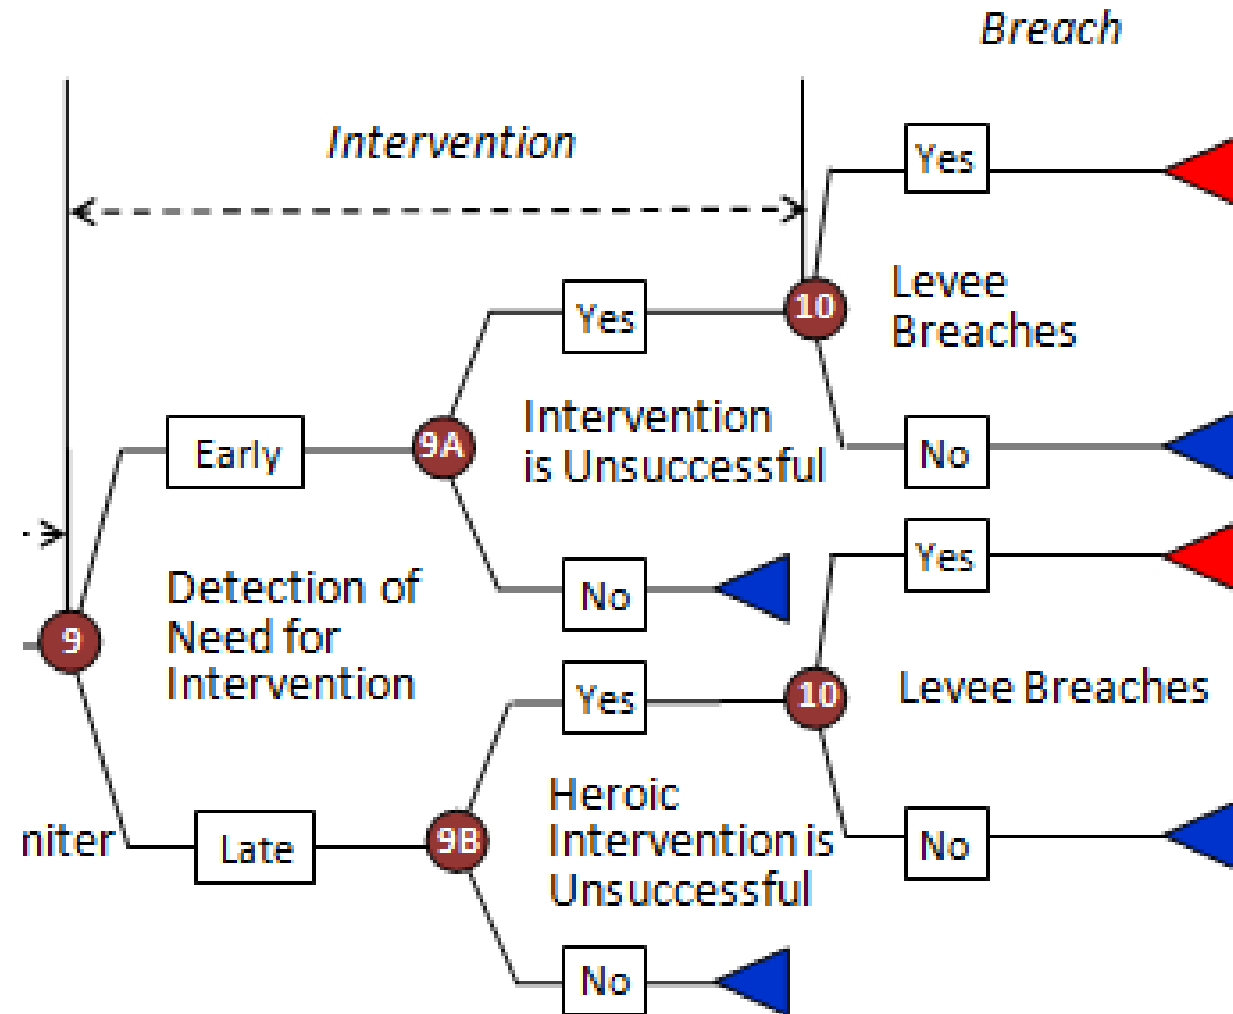 Breach
Intervention
Yes
Levee
Breaches
10
Yes
Intervention
is Unsuccessful
9A
Early
No
Yes
Detection of
Need for
Intervention
No
9
Yes
10
Levee Breaches
Heroic
Intervention is
Unsuccessful
niter
Late
9B
No
No